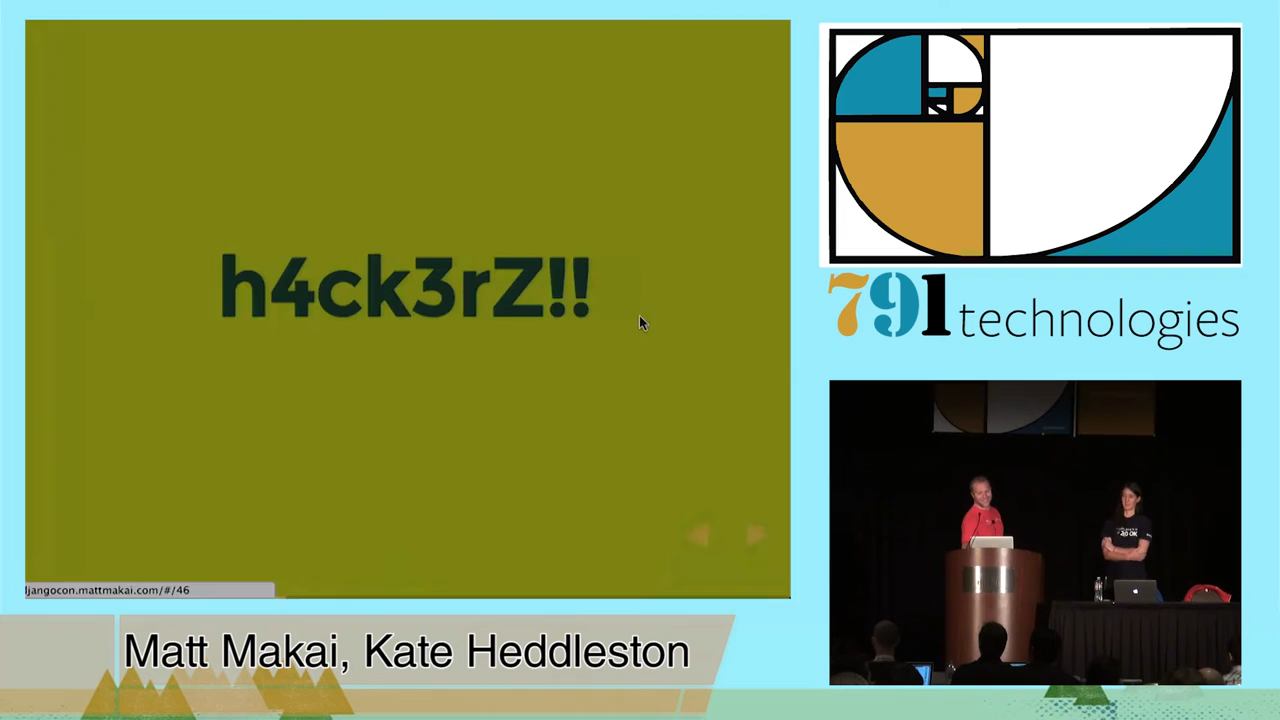 h4ck3rZ!!
djangocon.mattmakai.com/#/46
791 technologies
Matt Makai, Kate Heddleston